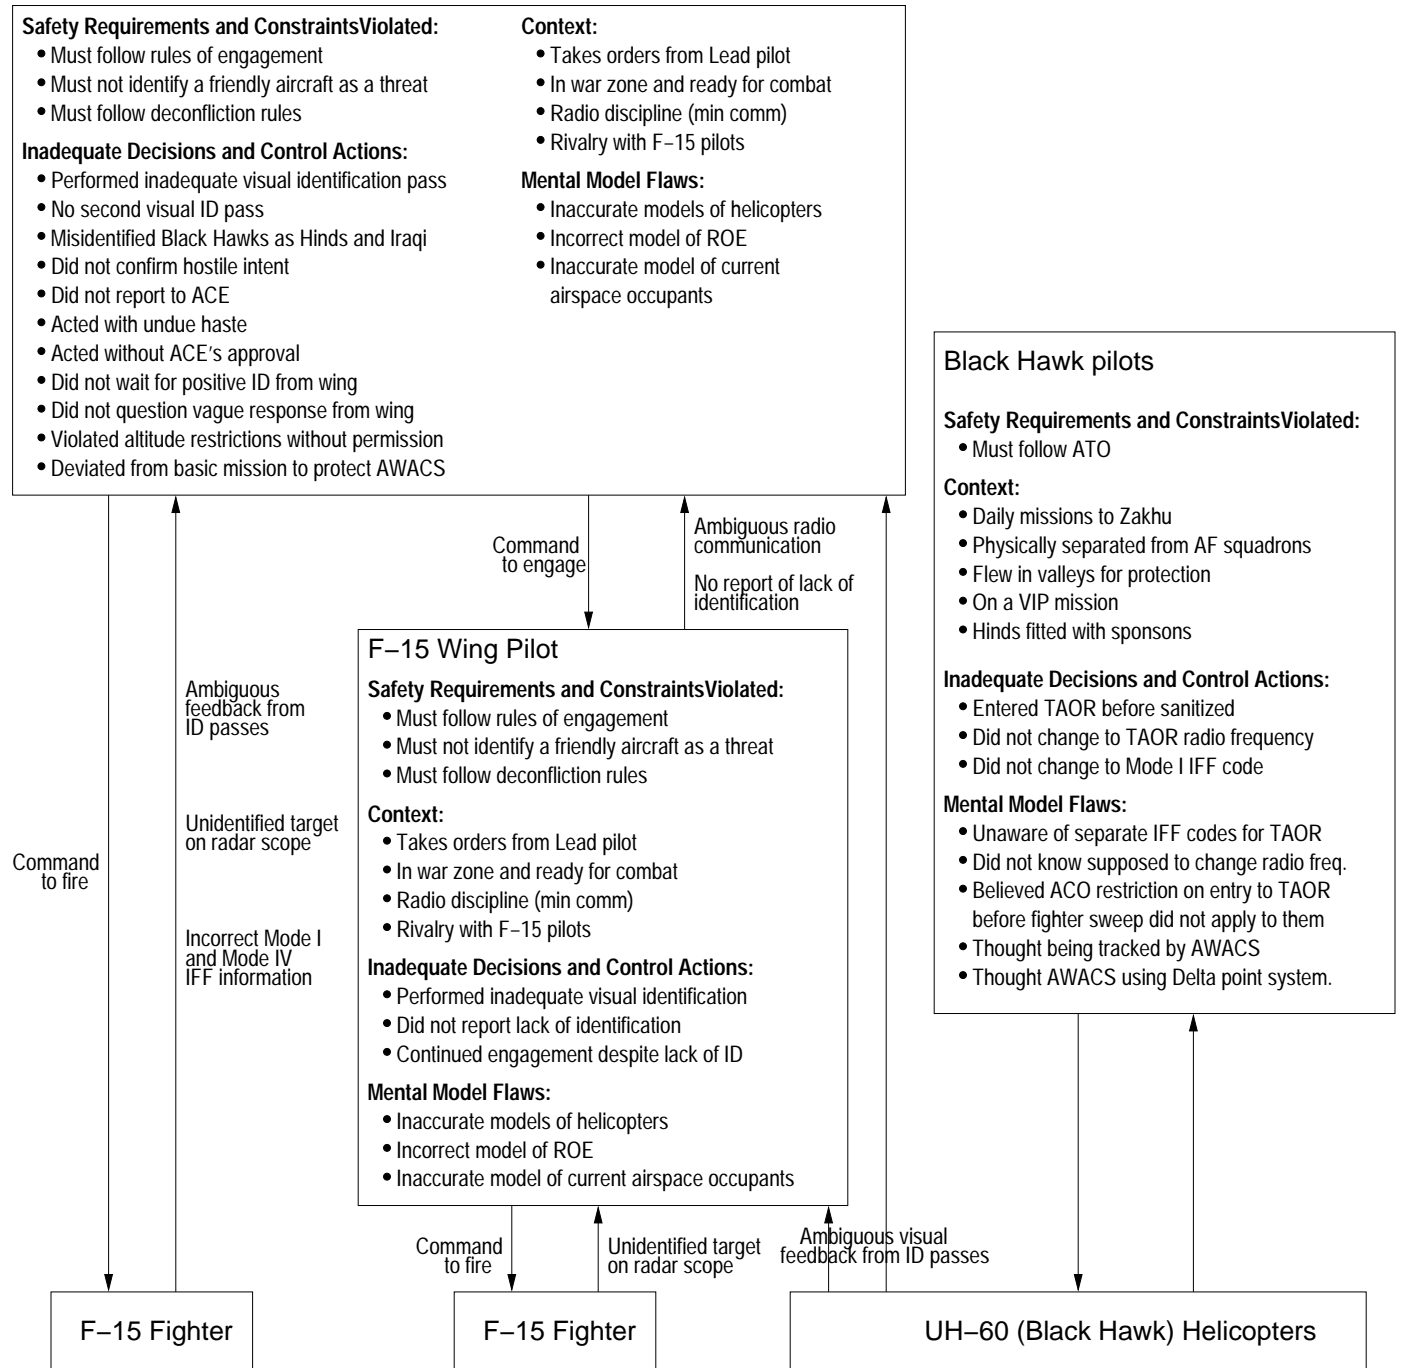 Safety Requirements and ConstraintsViolated:
• Must follow rules of engagement
• Must not identify a friendly aircraft as a threat
• Must follow deconfliction rules
Inadequate Decisions and Control Actions:
• Performed inadequate visual identification pass
• No second visual ID pass
• Misidentified Black Hawks as Hinds and Iraqi
• Did not confirm hostile intent
• Did not report to ACE
• Acted with undue haste
• Acted without ACE's approval
• Did not wait for positive ID from wing
• Did not question vague response from wing
• Violated altitude restrictions without permission
• Deviated from basic mission to protect AWACS
Context:
• Takes orders from Lead pilot
• In war zone and ready for combat
• Radio discipline (min comm)
• Rivalry with F−15 pilots
Mental Model Flaws:
• Inaccurate models of helicopters
• Incorrect model of ROE
• Inaccurate model of current
airspace occupants
Black Hawk pilots
Safety Requirements and ConstraintsViolated:
• Must follow ATO
Context:
• Daily missions to Zakhu
• Physically separated from AF squadrons
• Flew in valleys for protection
• On a VIP mission
• Hinds fitted with sponsons
Inadequate Decisions and Control Actions:
• Entered TAOR before sanitized
• Did not change to TAOR radio frequency
• Did not change to Mode I IFF code
Mental Model Flaws:
• Unaware of separate IFF codes for TAOR
• Did not know supposed to change radio freq.
• Believed ACO restriction on entry to TAOR
before fighter sweep did not apply to them
• Thought being tracked by AWACS
• Thought AWACS using Delta point system.
Command
to engage
Ambiguous radio
communication
No report of lack of
identification
F−15 Wing Pilot
Safety Requirements and ConstraintsViolated:
• Must follow rules of engagement
• Must not identify a friendly aircraft as a threat
• Must follow deconfliction rules
Context:
• Takes orders from Lead pilot
• In war zone and ready for combat
• Radio discipline (min comm)
• Rivalry with F−15 pilots
Inadequate Decisions and Control Actions:
• Performed inadequate visual identification
• Did not report lack of identification
• Continued engagement despite lack of ID
Mental Model Flaws:
• Inaccurate models of helicopters
• Incorrect model of ROE
• Inaccurate model of current airspace occupants
Command
to fire
Ambiguous
feedback from
ID passes
Unidentified target
on radar scope
Incorrect Mode I
and Mode IV
IFF information
Command
to fire
Unidentified target
on radar scope
Ambiguous visual
feedback from ID passes
F−15 Fighter
F−15 Fighter
UH−60 (Black Hawk) Helicopters